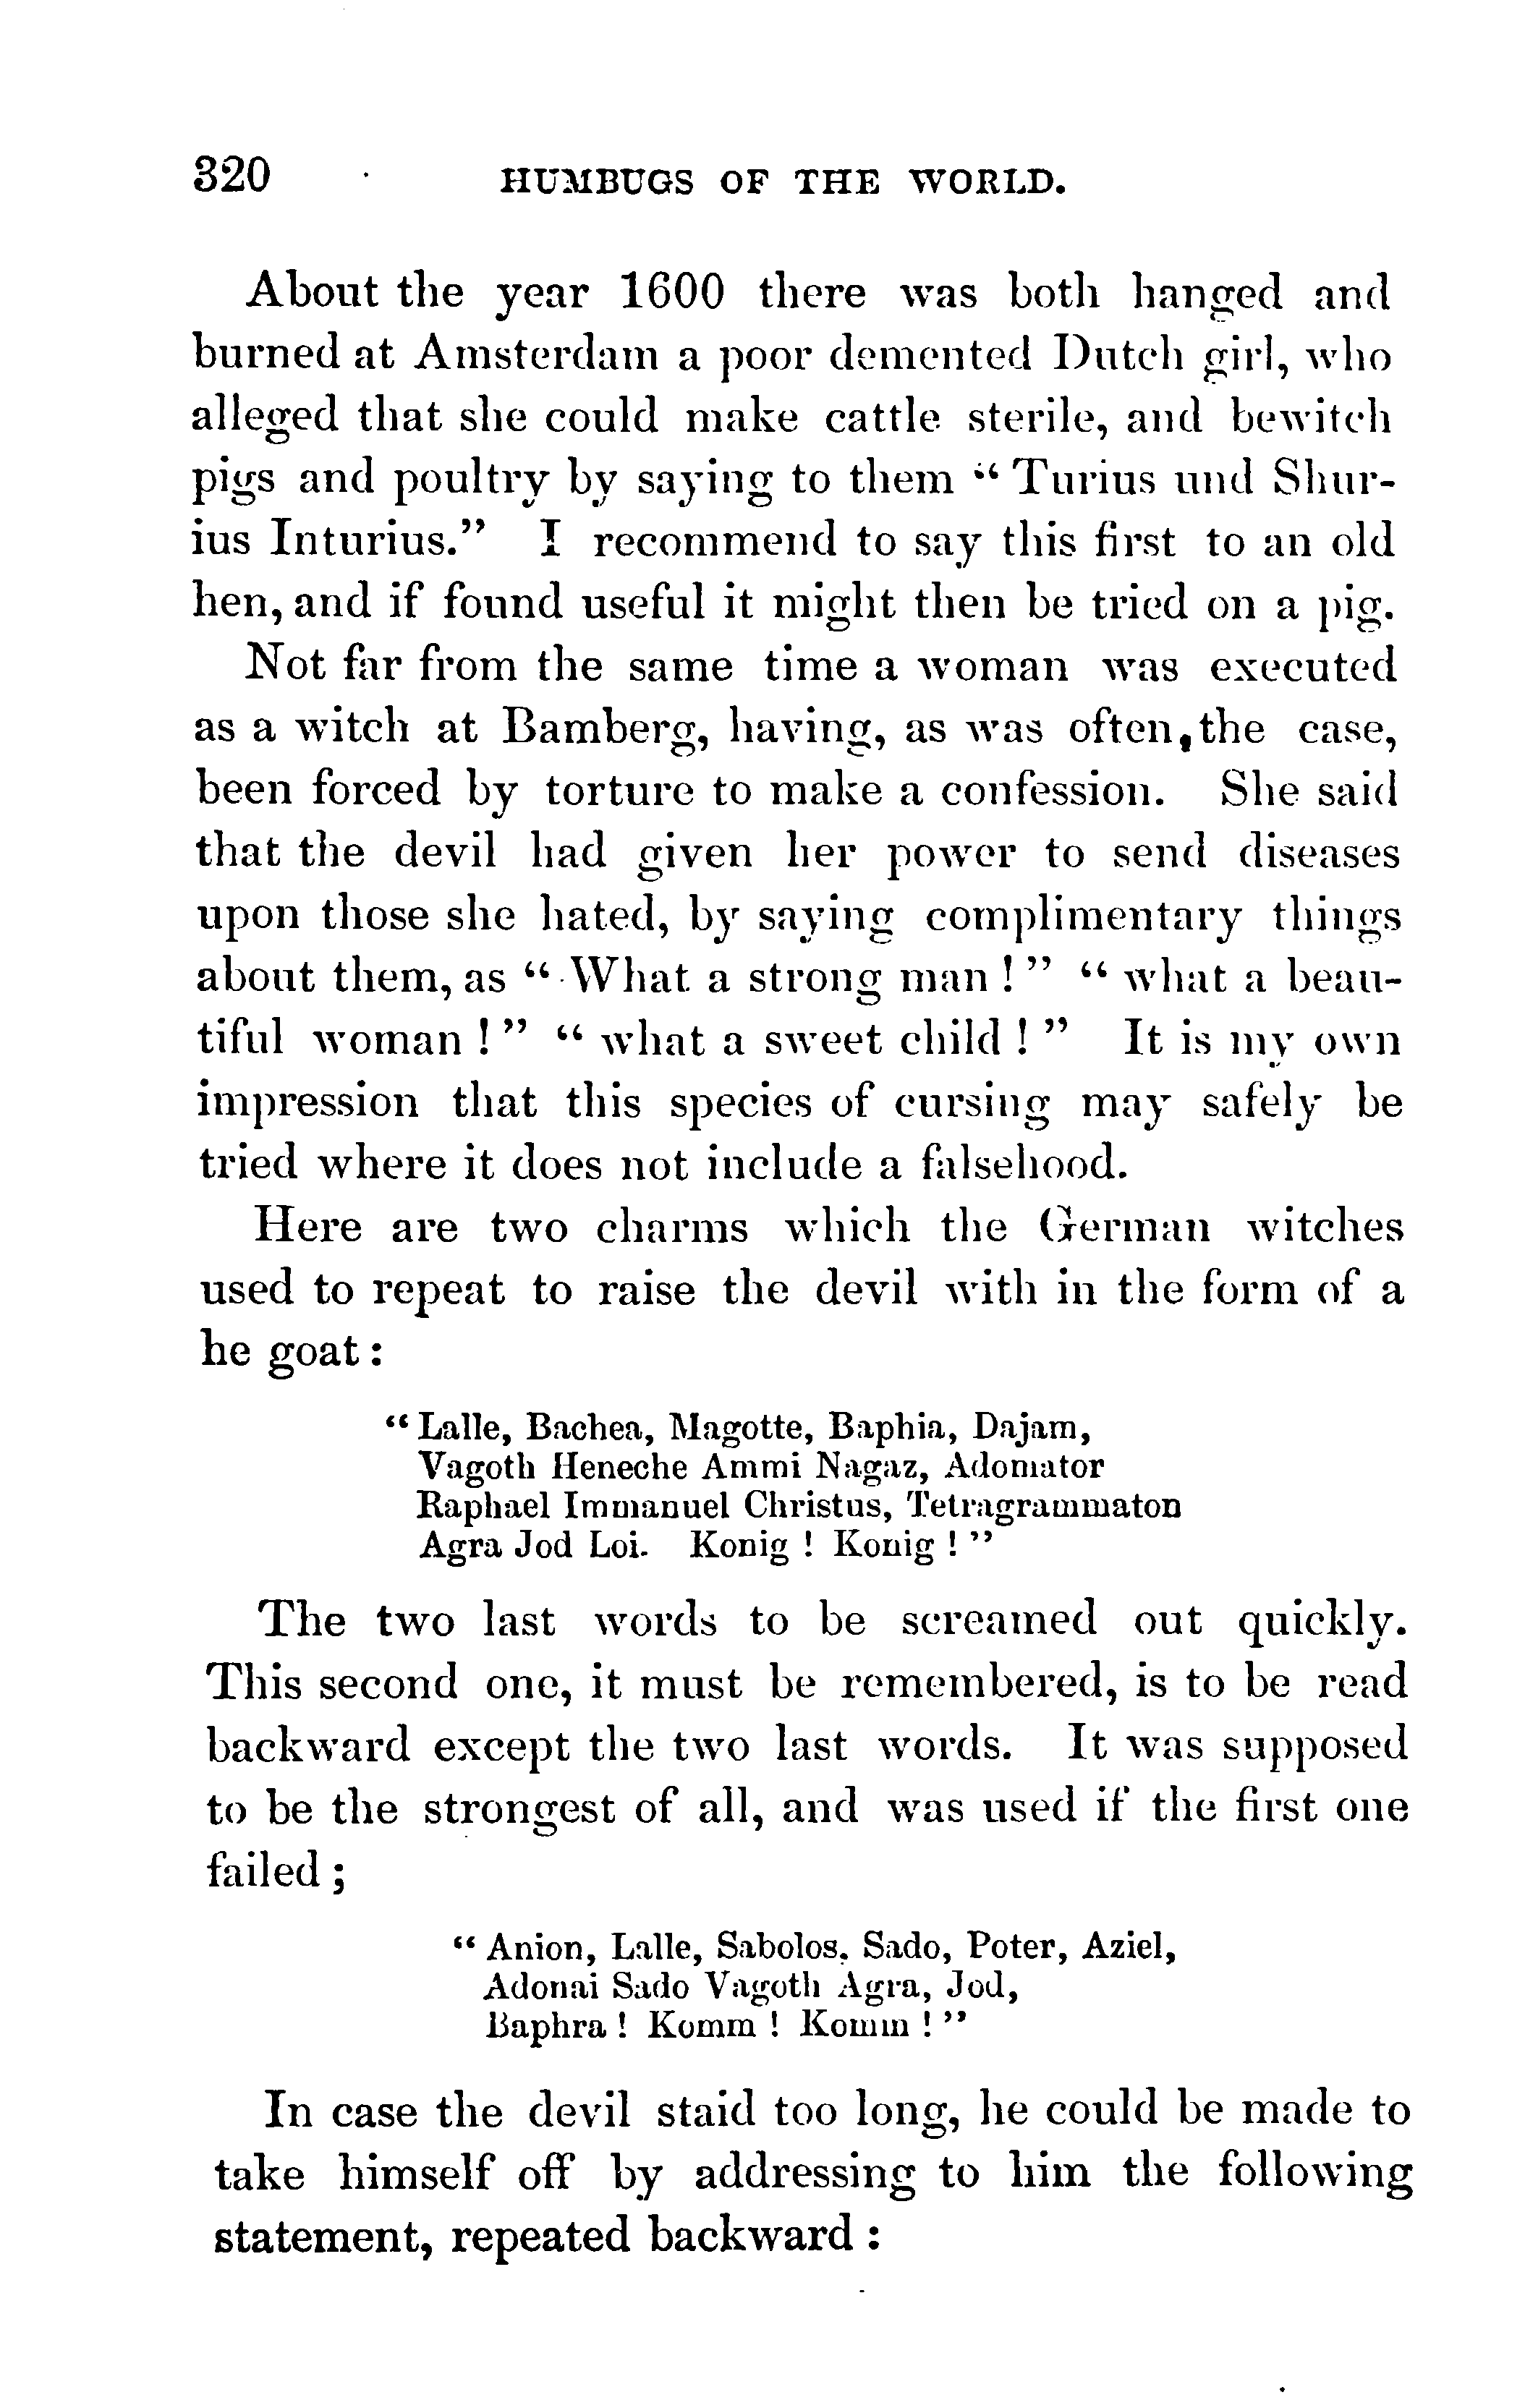 320 HUMBUGS OF THE WORLD.
About the year 1600 there was both hanged and
burned at Amsterdam a poor demented Dutch girl, who
alleged that she could make cattle sterile, and bewitch
pigs and poultry by saying to them “ Turius und Shur-
ius Inturius.” I recommend to say this first to an old
hen, and if found useful it might then be tried on a pig.
Not far from the same time a woman was executed
as a witch at Bamberg, having, as was often, the case,
been forced by torture to make a confession. She said
that the devil had given her power to send diseases
upon those she hated, by saying complimentary things
about them, as “ What a strong man ! ” “ what a beau-
tiful woman ! ” “ what a sweet child ! ” It is my own
impression that this species of cursing may safely be
tried where it does not include a falsehood.
Here are two charms which the German witches
used to repeat to raise the devil with in the form of a
he goat :
“ Lalle, Bachea, Magotte, Baphia, Dajam,
Vagoth Heneche Ammi Nagaz, Adomator
Raphael Immanuel Christus, Tetragrammaton
Agra Jod Loi. Konig ! Konig ! ”
The two last words to be screamed out quickly.
This second one, it must be remembered, is to be read
backward except the two last words. It was supposed
to be the strongest of all, and was used if the first one
failed ;
“ Anion, Lalle, Sabolos, Sado, Poter, Aziel,
Adonai Sado Vagoth Agra, Jod,
Baphra ! Komm ! Komm ! ”
In case the devil staid too long, he could be made to
take himself off by addressing to him the following
statement, repeated backward :